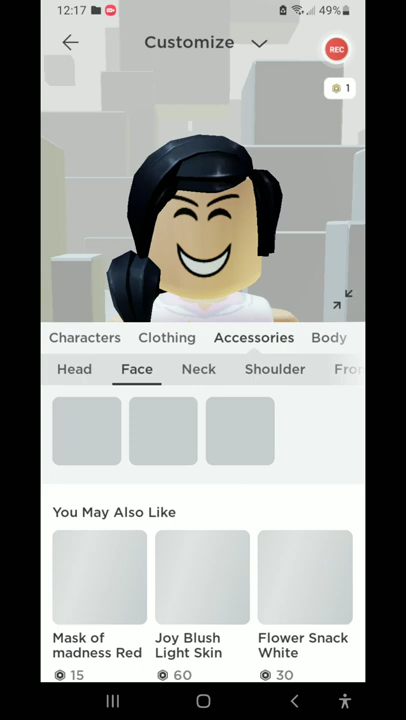 12:17
49%
Customize
REC
1
Characters Clothing Accessories Body
Head Face Neck Shoulder Fron
You May Also Like
Mask of
madness Red
15
Joy Blush
Light Skin
60
Flower Snack
White
30